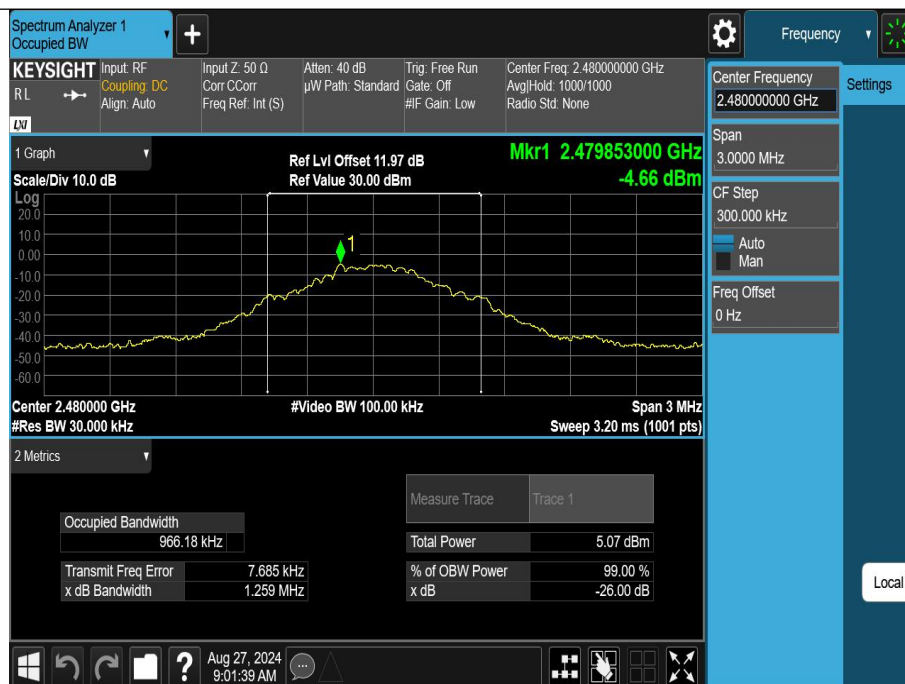 Spectrum Analyzer 1
Occupied BW
Frequency
KEYSIGHT
R L
LXI
Input: RF
Coupling: DC
Align: Auto
Input Z: 50 Ω
Corr CCorr
Freq Ref: Int (S)
Atten: 40 dB
µW Path: Standard
Trig: Free Run
Gate: Off
#IF Gain: Low
Center Freq: 2.480000000 GHz
Avg|Hold: 1000/1000
Radio Std: None
Center Frequency
2.480000000 GHz
Settings
Span
3.0000 MHz
CF Step
300.000 kHz
Auto
Man
Freq Offset
0 Hz
Local
1 Graph
Scale/Div 10.0 dB
Ref Lvl Offset 11.97 dB
Ref Value 30.00 dBm
Mkr1 2.479853000 GHz
-4.66 dBm
Log
20.0
10.0
0.00
-10.0
-20.0
-30.0
-40.0
-50.0
-60.0
1
Center 2.480000 GHz
#Res BW 30.000 kHz
#Video BW 100.00 kHz
Span 3 MHz
Sweep 3.20 ms (1001 pts)
2 Metrics
Measure Trace
Trace 1
Occupied Bandwidth
966.18 kHz
Total Power
5.07 dBm
Transmit Freq Error
7.685 kHz
% of OBW Power
99.00 %
x dB Bandwidth
1.259 MHz
x dB
-26.00 dB
Aug 27, 2024
9:01:39 AM